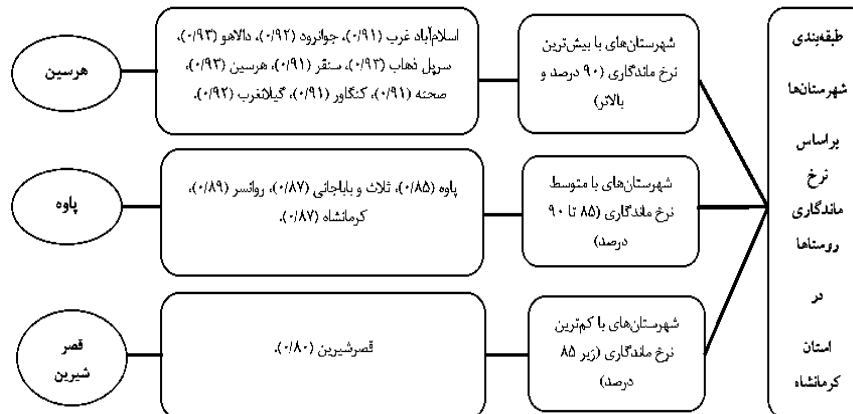 طبقه‌بندی
شهرستان‌ها
براساس
نرخ
ماندگاری
روستاها
در
استان
کرمانشاه
شهرستان‌های با بیش‌ترین
نرخ ماندگاری (۹۰ درصد و
بالاتر)
اسلام‌آباد غرب (۰/۹۱)، جوانرود (۰/۹۲)، دالاهو (۰/۹۳)،
سرپل ذهاب (۰/۹۳)، سنقر (۰/۹۱)، هرسین (۰/۹۳)،
صحنه (۰/۹۱)، کنگاور (۰/۹۱)، گیلانغرب (۰/۹۲).
هرسین
شهرستان‌های با متوسط
نرخ ماندگاری (۸۵ تا ۹۰
درصد)
پاوه (۰/۸۵)، ثلاث و باباجانی (۰/۸۷)، روانسر (۰/۸۹)،
کرمانشاه (۰/۸۷).
پاوه
شهرستان‌های با کم‌ترین
نرخ ماندگاری (زیر ۸۵
درصد)
قصرشیرین (۰/۸۰).
قصر
شیرین